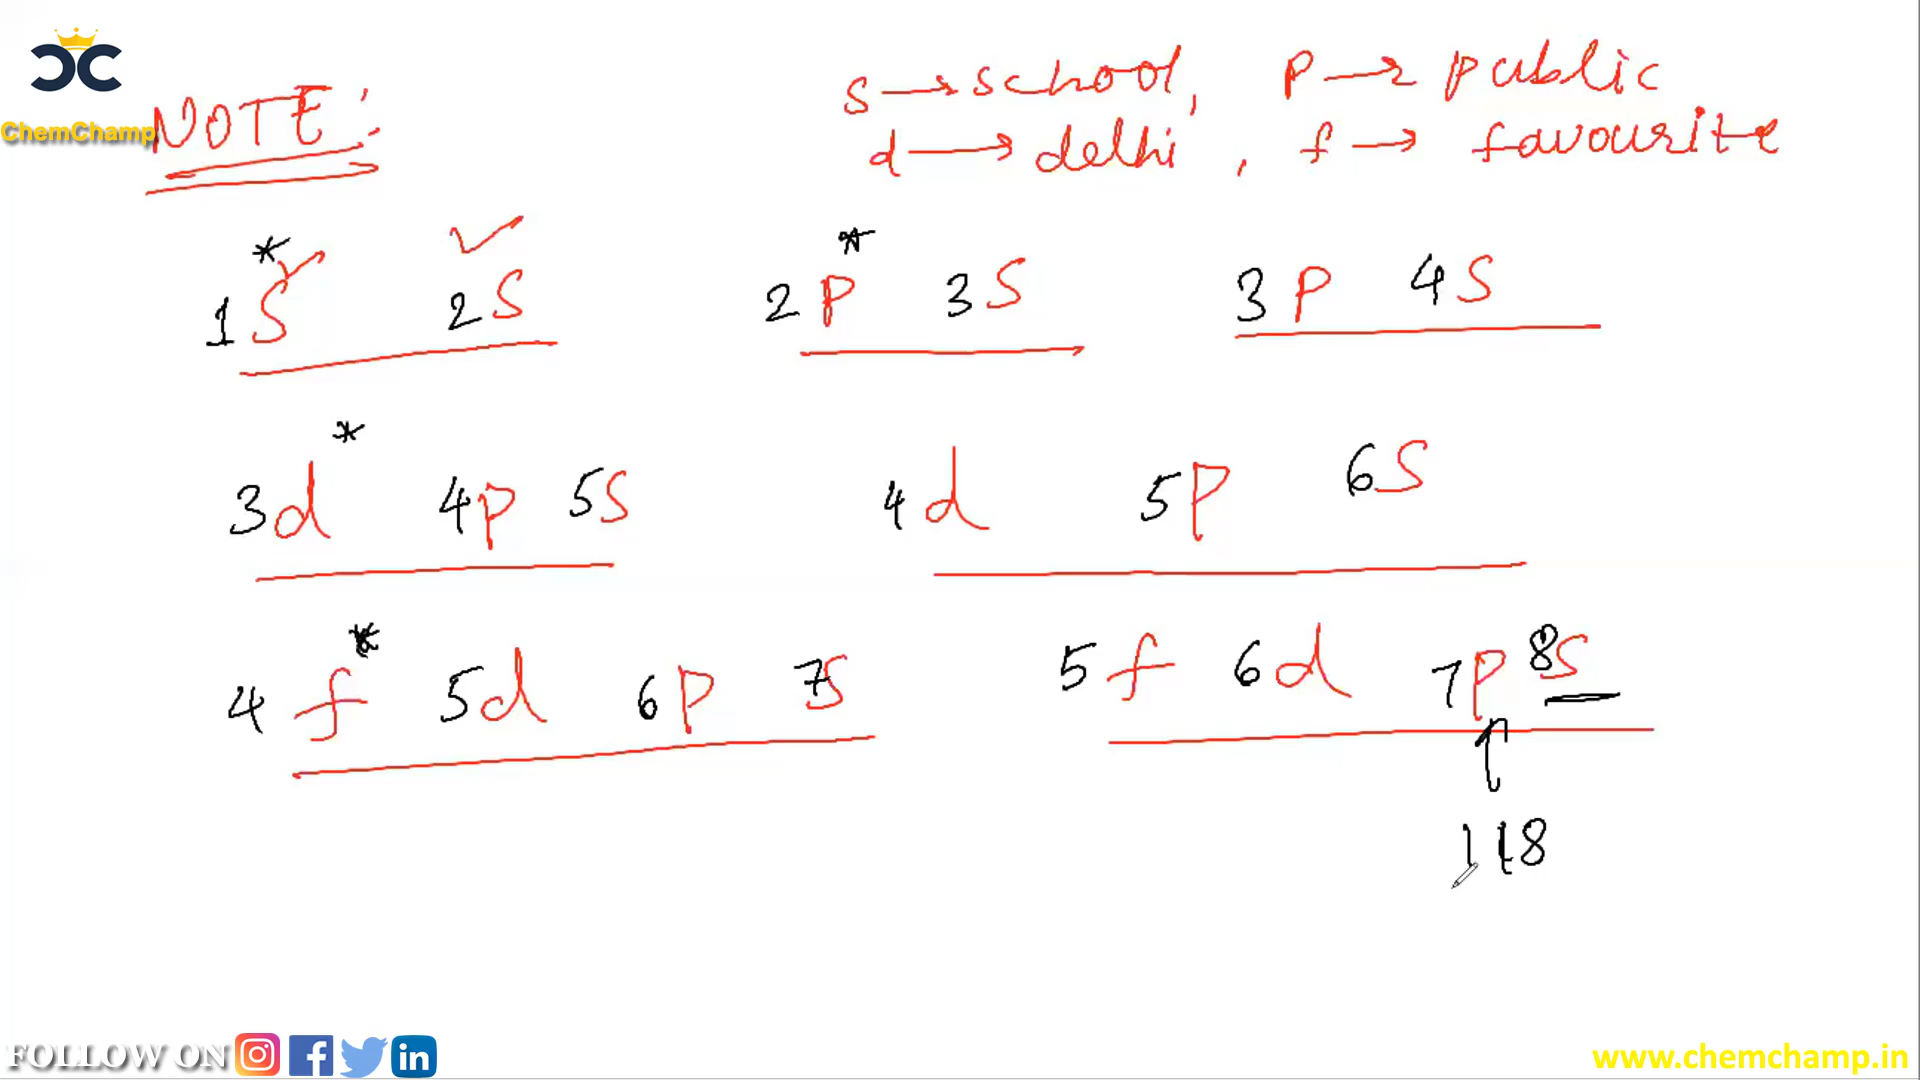 ChemChamp
NOTE:
s → school, p → public
d → delhi, f → favourite
1s 2s 2p 3s 3p 4s
3d 4p 5s 4d 5p 6s
4f 5d 6p 7s 5f 6d 7p 8s
118
FOLLOW ON
www.chemchamp.in